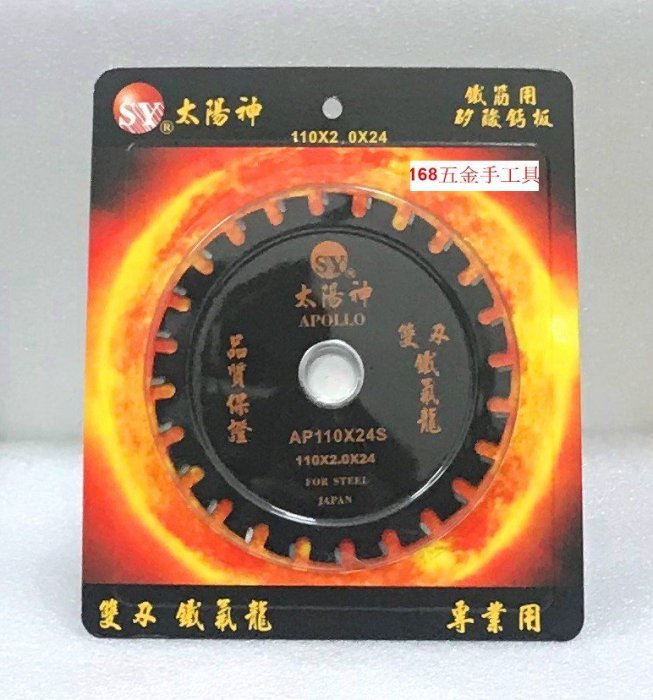 SY® 太陽神
鐵筋用
矽酸鈣板
110X2.0X24
168五金手工具
SY®
太陽神
APOLLO
雙刃
鐵氟龍
品質保證
AP110X24S
110X2.0X24
FOR STEEL
JAPAN
雙刃 鐵氟龍
專業用